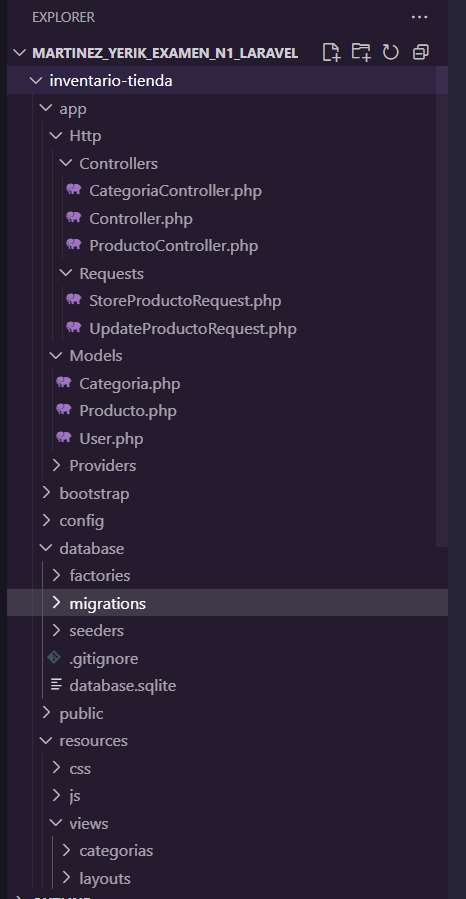 EXPLORER
MARTINEZ_YERIK_EXAMEN_N1_LARAVEL
inventario-tienda
app
Http
Controllers
CategoriaController.php
Controller.php
ProductoController.php
Requests
StoreProductoRequest.php
UpdateProductoRequest.php
Models
Categoria.php
Producto.php
User.php
Providers
bootstrap
config
database
factories
migrations
seeders
.gitignore
database.sqlite
public
resources
css
js
views
categorias
layouts